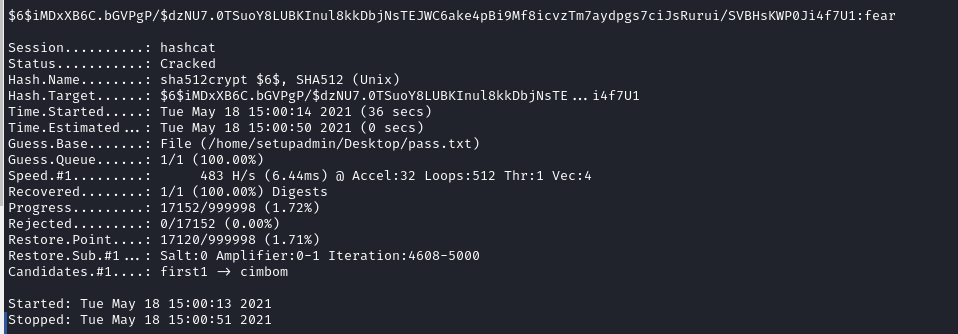 $6$iMDxXB6C.bGVPgP/$dzNU7.0TSuoY8LUBKInul8kkDbjNsTEJWC6ake4pBi9Mf8icvzTm7aydpgs7ciJsRurui/SVBHsKWP0Ji4f7U1:fear
Session..........: hashcat
Status...........: Cracked
Hash.Name........: sha512crypt $6$, SHA512 (Unix)
Hash.Target......: $6$iMDxXB6C.bGVPgP/$dzNU7.0TSuoY8LUBKInul8kkDbjNsTE...i4f7U1
Time.Started.....: Tue May 18 15:00:14 2021 (36 secs)
Time.Estimated...: Tue May 18 15:00:50 2021 (0 secs)
Guess.Base.......: File (/home/setupadmin/Desktop/pass.txt)
Guess.Queue......: 1/1 (100.00%)
Speed.#1.........:      483 H/s (6.44ms) @ Accel:32 Loops:512 Thr:1 Vec:4
Recovered........: 1/1 (100.00%) Digests
Progress.........: 17152/999998 (1.72%)
Rejected.........: 0/17152 (0.00%)
Restore.Point....: 17120/999998 (1.71%)
Restore.Sub.#1...: Salt:0 Amplifier:0-1 Iteration:4608-5000
Candidates.#1....: first1 -> cimbom
Started: Tue May 18 15:00:13 2021
Stopped: Tue May 18 15:00:51 2021